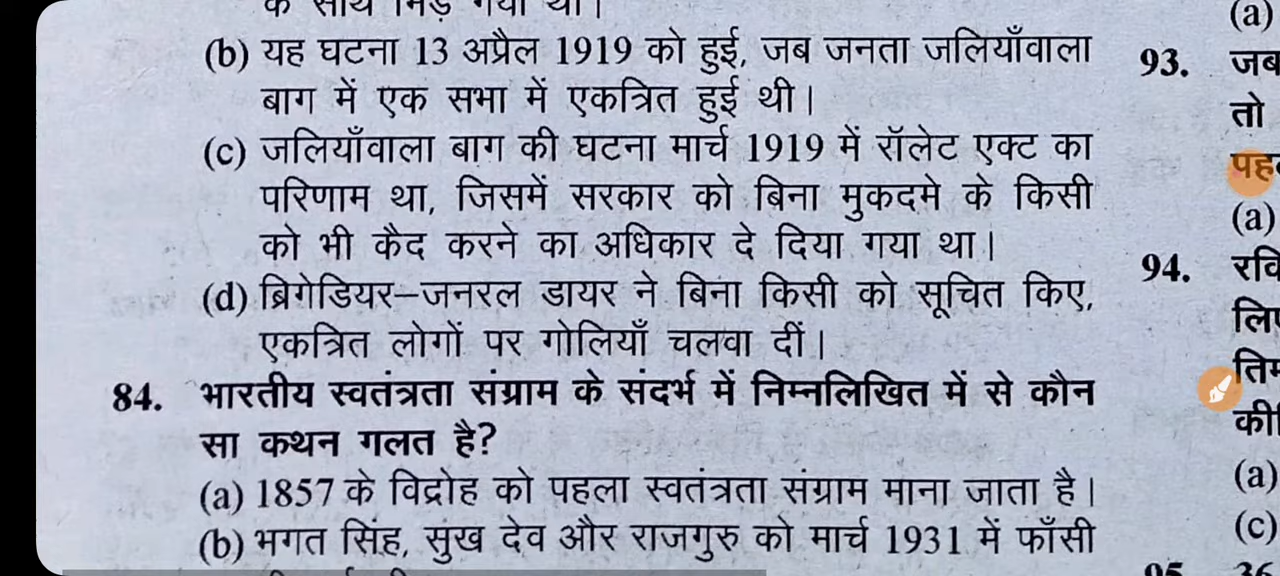 के साथ भिड़ गया था।
(b) यह घटना 13 अप्रैल 1919 को हुई, जब जनता जलियाँवाला
बाग में एक सभा में एकत्रित हुई थी।
(c) जलियाँवाला बाग की घटना मार्च 1919 में रॉलेट एक्ट का
परिणाम था, जिसमें सरकार को बिना मुकदमे के किसी
को भी कैद करने का अधिकार दे दिया गया था।
(d) ब्रिगेडियर–जनरल डायर ने बिना किसी को सूचित किए,
एकत्रित लोगों पर गोलियाँ चलवा दीं।
84. भारतीय स्वतंत्रता संग्राम के संदर्भ में निम्नलिखित में से कौन
सा कथन गलत है?
(a) 1857 के विद्रोह को पहला स्वतंत्रता संग्राम माना जाता है।
(b) भगत सिंह, सुख देव और राजगुरु को मार्च 1931 में फाँसी
(a)
93. जब
तो
(a)
94.
की
(a)
(c)